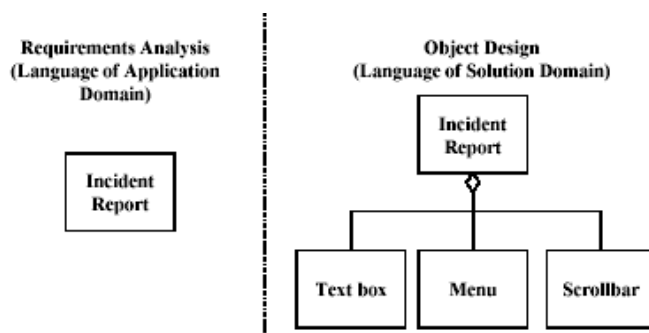 Requirements Analysis
(Language of Application
Domain)
Incident
Report
Object Design
(Language of Solution Domain)
Incident
Report
Text box
Menu
Scrollbar